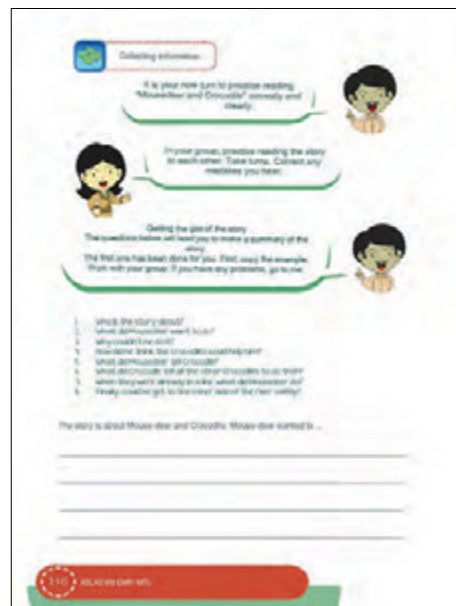 Collecting Information
It is your now turn to practice reading
"Mousedeer and Crocodile" correctly and
clearly.
In your group, practice reading the story
to each other. Take turns. Correct any
mistakes you hear.
Getting the gist of the story
The questions below will lead you to make a summary of the
story.
The first one has been done for you. First, copy the example.
Work with your group. If you have any problems, go to me.
1. Who is the story about?
2. What did Mousdeer want to do?
3. Why couldn't he do it?
4. How did he think the crocodiles could help him?
5. What did Mousdeer tell Crocodile?
6. What did Crocodile tell all the other Crocodiles to do then?
7. When they were already in a line, what did Mousdeer do?
8. Finally, could he get to the other side of the river safely?
The story is about Mouse deer and Crocodile. Mouse deer wanted to ...
110
KELAS VIII SMP/MTs